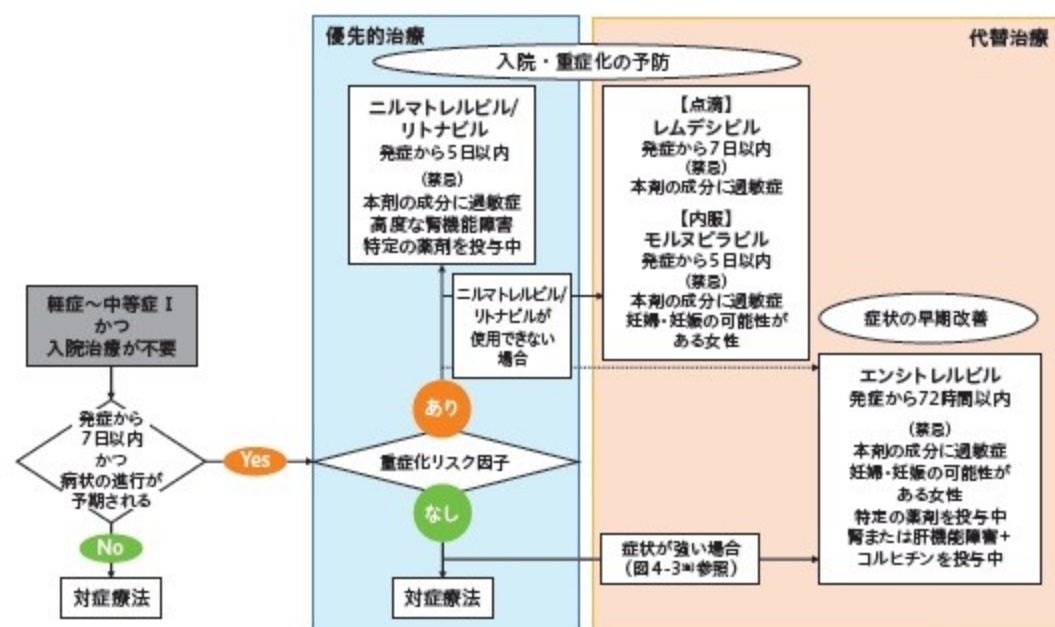 優先的治療
代替治療
入院・重症化の予防
ニルマトレルビル/
リトナビル
発症から5日以内
(禁忌)
本剤の成分に過敏症
高度な腎機能障害
特定の薬剤を投与中
【点滴】
レムデシビル
発症から7日以内
(禁忌)
本剤の成分に過敏症
【内服】
モルヌピラビル
発症から5日以内
(禁忌)
本剤の成分に過敏症
妊婦・妊娠の可能性が
ある女性
ニルマトレルビル/
リトナビルが
使用できない
場合
軽症~中等症Ⅰ
かつ
入院治療が不要
症状の早期改善
エンシトレルビル
発症から72時間以内
(禁忌)
本剤の成分に過敏症
妊婦・妊娠の可能性が
ある女性
特定の薬剤を投与中
腎または肝機能障害+
コルヒチンを投与中
あり
発症から
7日以内
かつ
病状の進行が
予期される
Yes
重症化リスク因子
なし
No
症状が強い場合
(図4-3 参照)
対症療法
対症療法